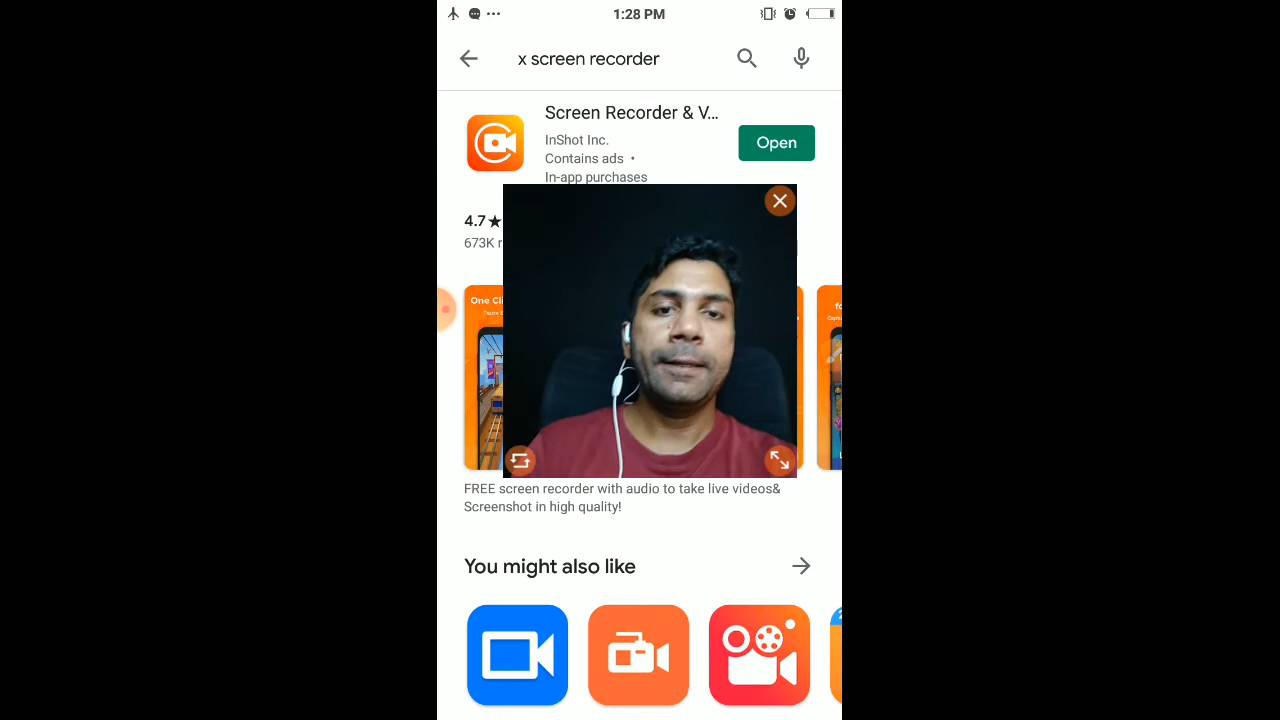 1:28 PM
x screen recorder
Screen Recorder & V...
InShot Inc.
Open
Contains ads •
In-app purchases
4.7★
673K
One Cli
FREE screen recorder with audio to take live videos&
Screenshot in high quality!
You might also like